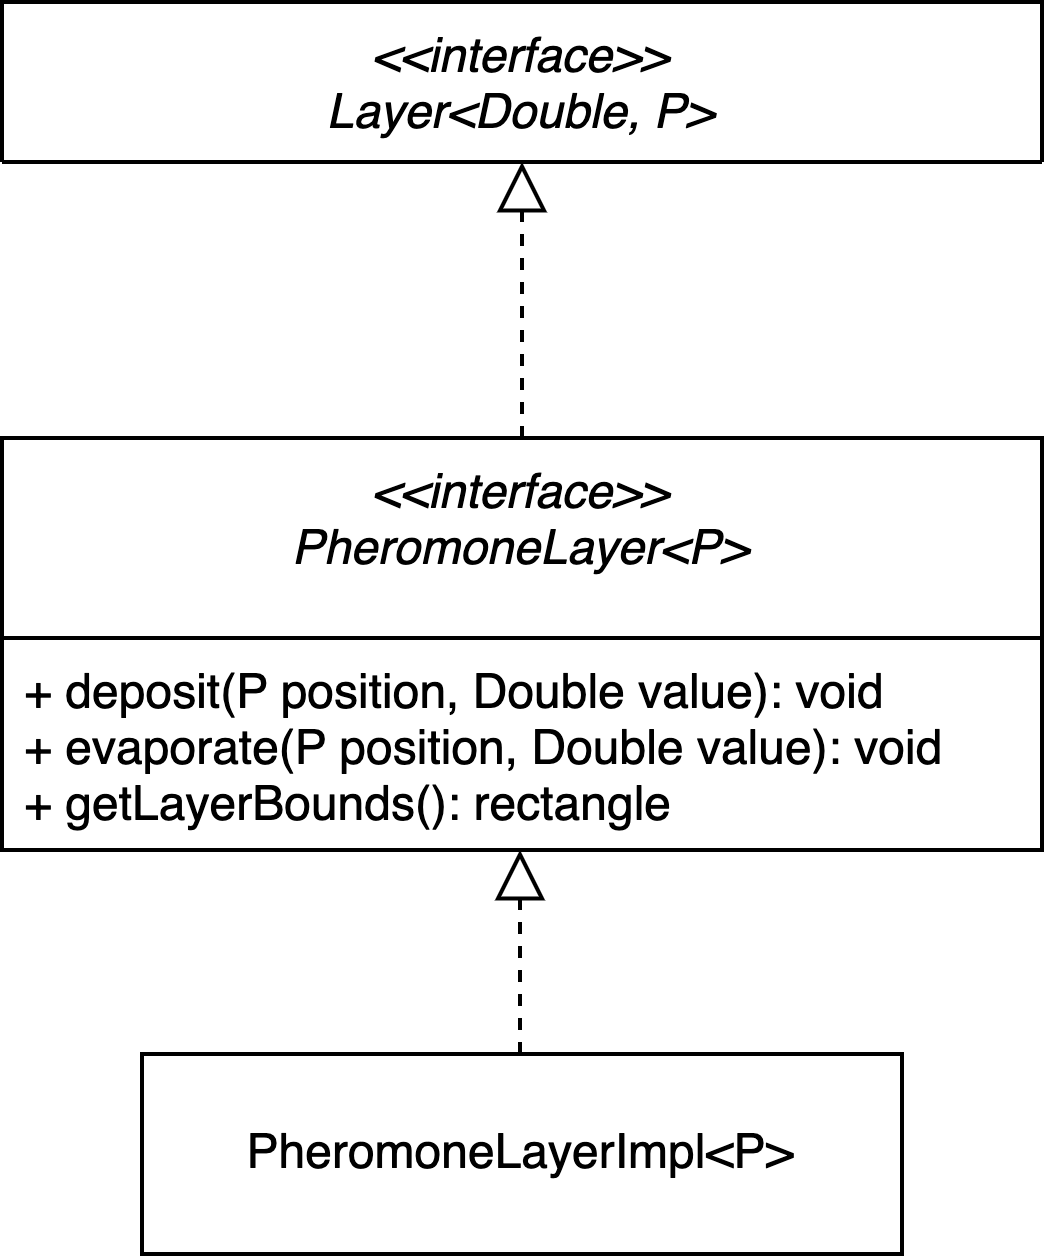 <<interface>>
Layer<Double, P>
<<interface>>
PheromoneLayer<P>
+ deposit(P position, Double value): void
+ evaporate(P position, Double value): void
+ getLayerBounds(): rectangle
PheromoneLayerImpl<P>